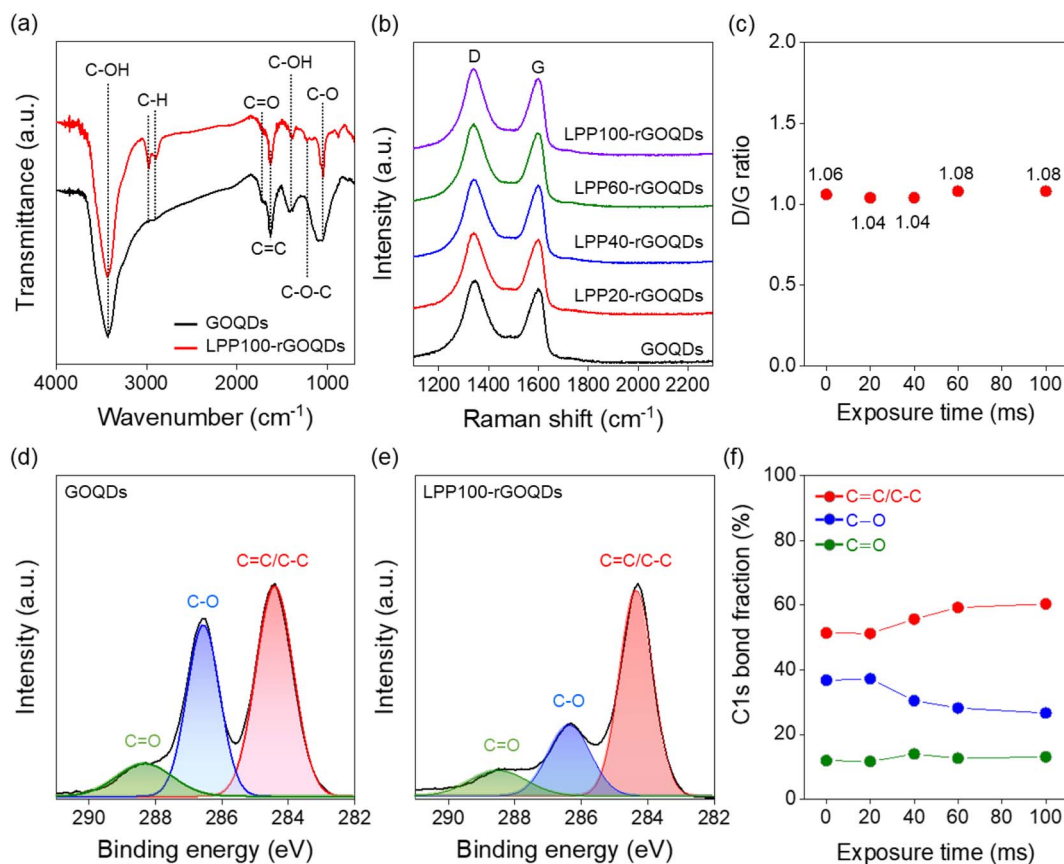 (a)
C-OH
C-H
C=O
C-OH
C-O
C=C
C-O-C
GOQDs
LPP100-rGOQDs
Transmittance (a.u.)
4000 3000 2000 1000
Wavenumber (cm-1)
(b)
D
G
LPP100-rGOQDs
LPP60-rGOQDs
LPP40-rGOQDs
LPP20-rGOQDs
GOQDs
Intensity (a.u.)
1400 1600 1800 2000 2200
Raman shift (cm-1)
(c)
2.0
1.5
1.0
0.5
0.0
D/G ratio
1.06
1.04
1.04
1.08
1.08
0 20 40 60 80 100
Exposure time (ms)
(d)
GOQDs
C=C/C-C
C-O
C=O
Intensity (a.u.)
290 288 286 284 282
Binding energy (eV)
(e)
LPP100-rGOQDs
C=C/C-C
C-O
C=O
Intensity (a.u.)
290 288 286 284 282
Binding energy (eV)
(f)
100
80
60
40
20
0
C1s bond fraction (%)
C=C/C-C
C-O
C=O
0 20 40 60 80 100
Exposure time (ms)